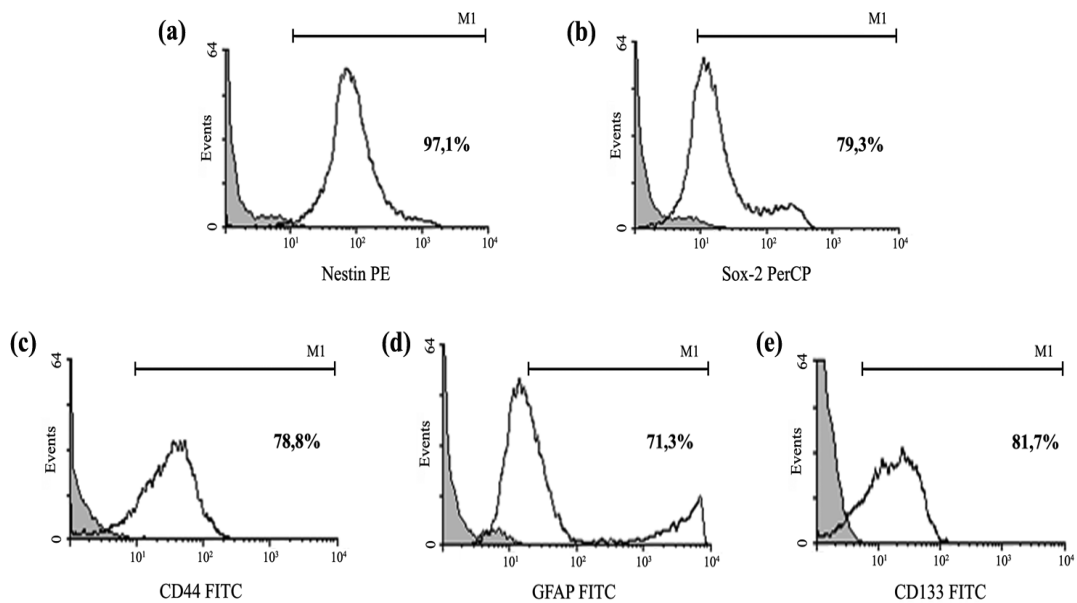 (a)
M1
64
Events
0
97,1%
10¹ 10² 10³ 10⁴
Nestin PE
(b)
M1
64
Events
0
79,3%
10¹ 10² 10³ 10⁴
Sox-2 PerCP
(c)
M1
64
Events
0
78,8%
10¹ 10² 10³ 10⁴
CD44 FITC
(d)
M1
64
Events
0
71,3%
10¹ 10² 10³ 10⁴
GFAP FITC
(e)
M1
64
Events
0
81,7%
10¹ 10² 10³ 10⁴
CD133 FITC